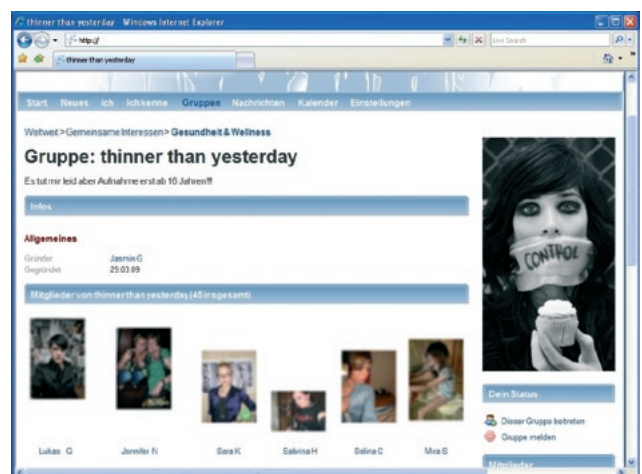 thinner than yesterday - Windows Internet Explorer
http://
Live Search
thinner than yesterday
Start Neues Ich Ich kenne Gruppen Nachrichten Kalender Einstellungen
Weltweit > Gemeinsame Interessen > Gesundheit & Wellness
Gruppe: thinner than yesterday
Es tut mir leid aber Aufnahme erst ab 16 Jahren!!!
Infos
Allgemeines
Gründer Jasmin G
Gegründet 25.03.09
Mitglieder von thinner than yesterday (45 insgesamt)
Lukas G Jennifer N Sara K Sabrina H Selina C Mira S
CONTROL
Dein Status
Dieser Gruppe beitreten
Gruppe melden
Mitglieder